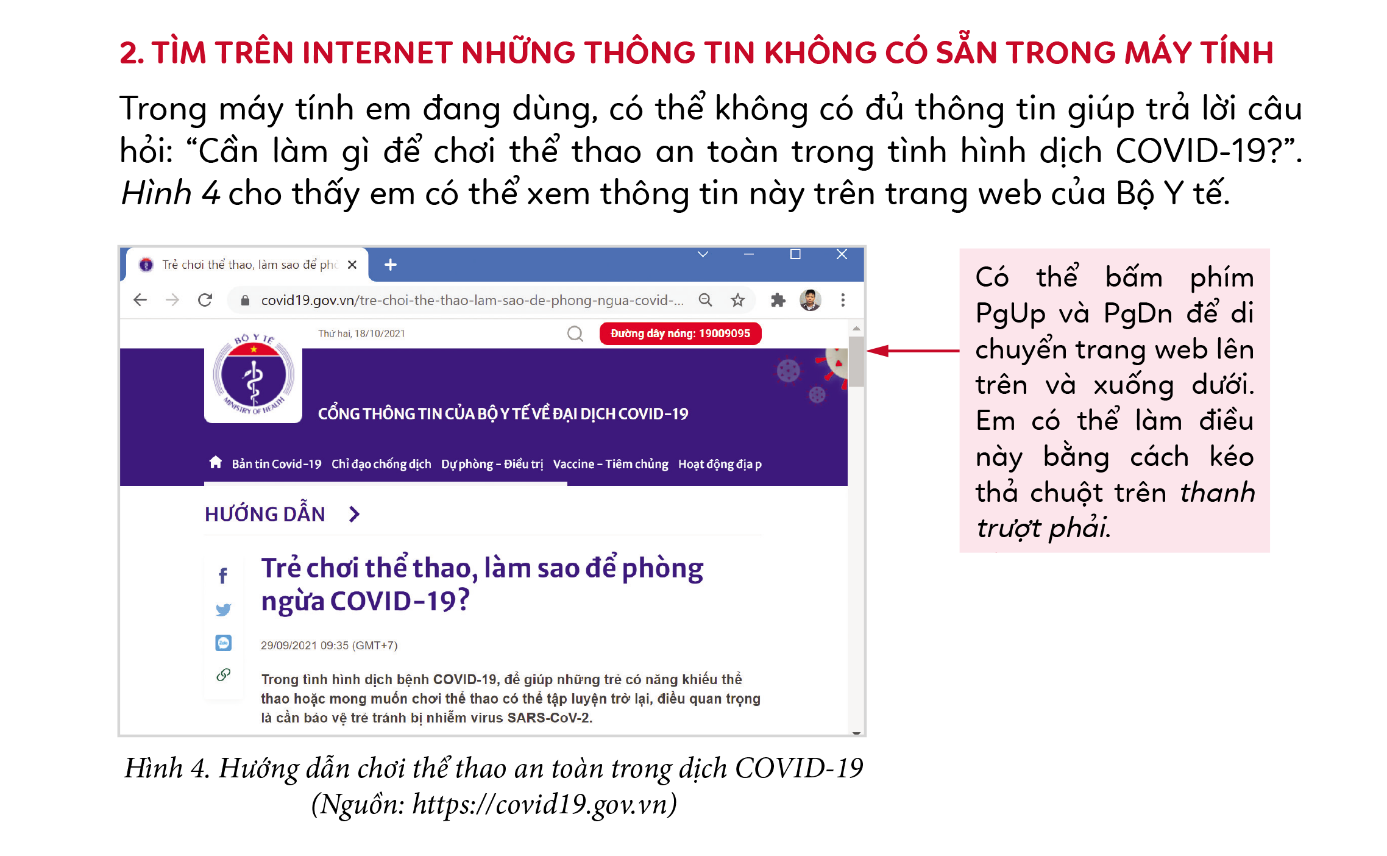 2. TÌM TRÊN INTERNET NHỮNG THÔNG TIN KHÔNG CÓ SẴN TRONG MÁY TÍNH
Trong máy tính em đang dùng, có thể không có đủ thông tin giúp trả lời câu
hỏi: “Cần làm gì để chơi thể thao an toàn trong tình hình dịch COVID-19?”.
Hình 4 cho thấy em có thể xem thông tin này trên trang web của Bộ Y tế.
Trẻ chơi thể thao, làm sao để phò
covid19.gov.vn/tre-choi-the-thao-lam-sao-de-phong-ngua-covid-...
Thứ hai, 18/10/2021
Đường dây nóng: 19009095
BỘ Y TẾ
MINISTRY OF HEALTH
CỔNG THÔNG TIN CỦA BỘ Y TẾ VỀ ĐẠI DỊCH COVID-19
Bản tin Covid-19 Chỉ đạo chống dịch Dự phòng - Điều trị Vaccine - Tiêm chủng Hoạt động địa p
HƯỚNG DẪN
Trẻ chơi thể thao, làm sao để phòng
ngừa COVID-19?
29/09/2021 09:35 (GMT+7)
Trong tình hình dịch bệnh COVID-19, để giúp những trẻ có năng khiếu thể
thao hoặc mong muốn chơi thể thao có thể tập luyện trở lại, điều quan trọng
là cần bảo vệ trẻ tránh bị nhiễm virus SARS-CoV-2.
Có thể bấm phím
PgUp và PgDn để di
chuyển trang web lên
trên và xuống dưới.
Em có thể làm điều
này bằng cách kéo
thả chuột trên thanh
trượt phải.
Hình 4. Hướng dẫn chơi thể thao an toàn trong dịch COVID-19
(Nguồn: https://covid19.gov.vn)